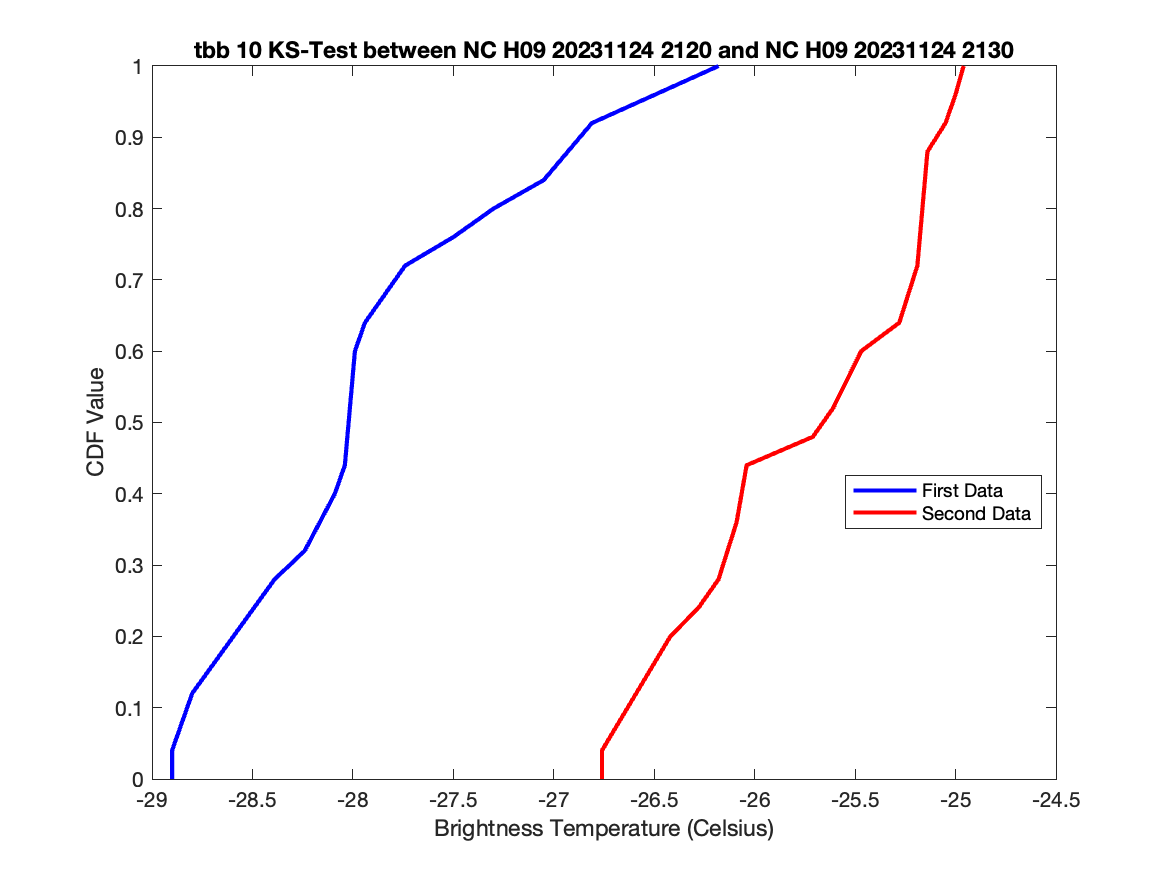 tbb 10 KS-Test between NC H09 20231124 2120 and NC H09 20231124 2130
1
0.9
0.8
0.7
0.6
0.5
0.4
0.3
0.2
0.1
0
CDF Value
First Data
Second Data
-29 -28.5 -28 -27.5 -27 -26.5 -26 -25.5 -25 -24.5
Brightness Temperature (Celsius)